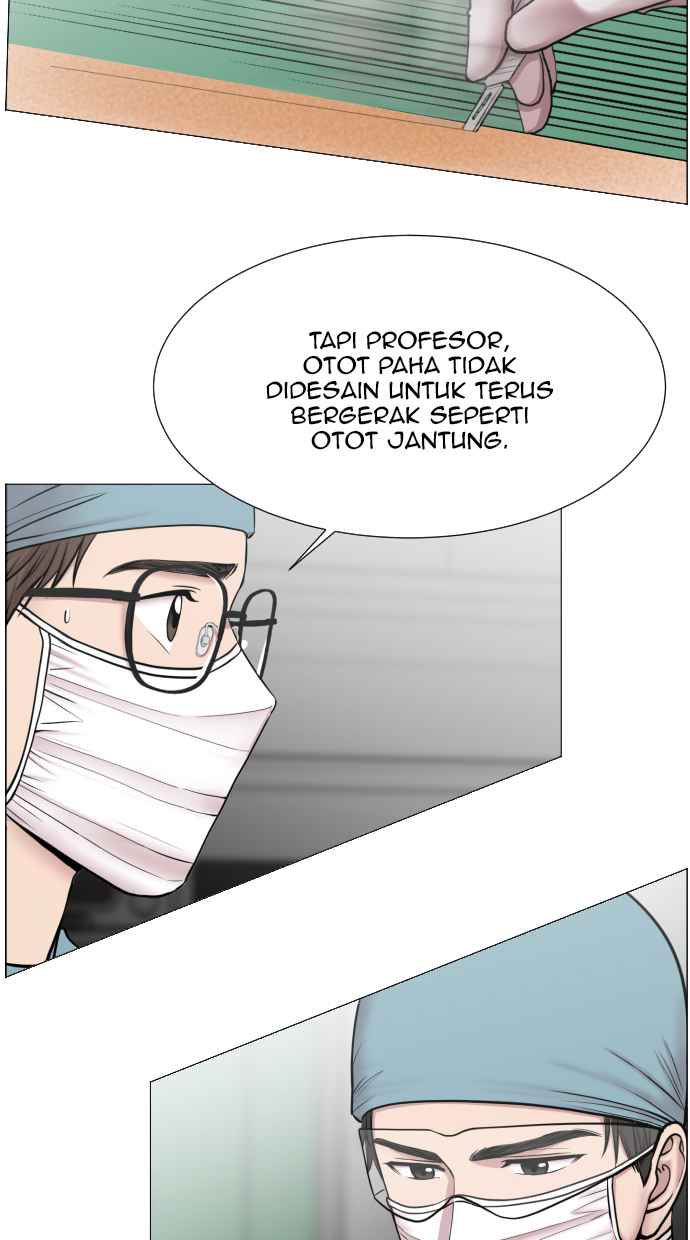 TAPI PROFESOR,
OTOT PAHA TIDAK
DIDESAIN UNTUK TERUS
BERGERAK SEPERTI
OTOT JANTUNG.